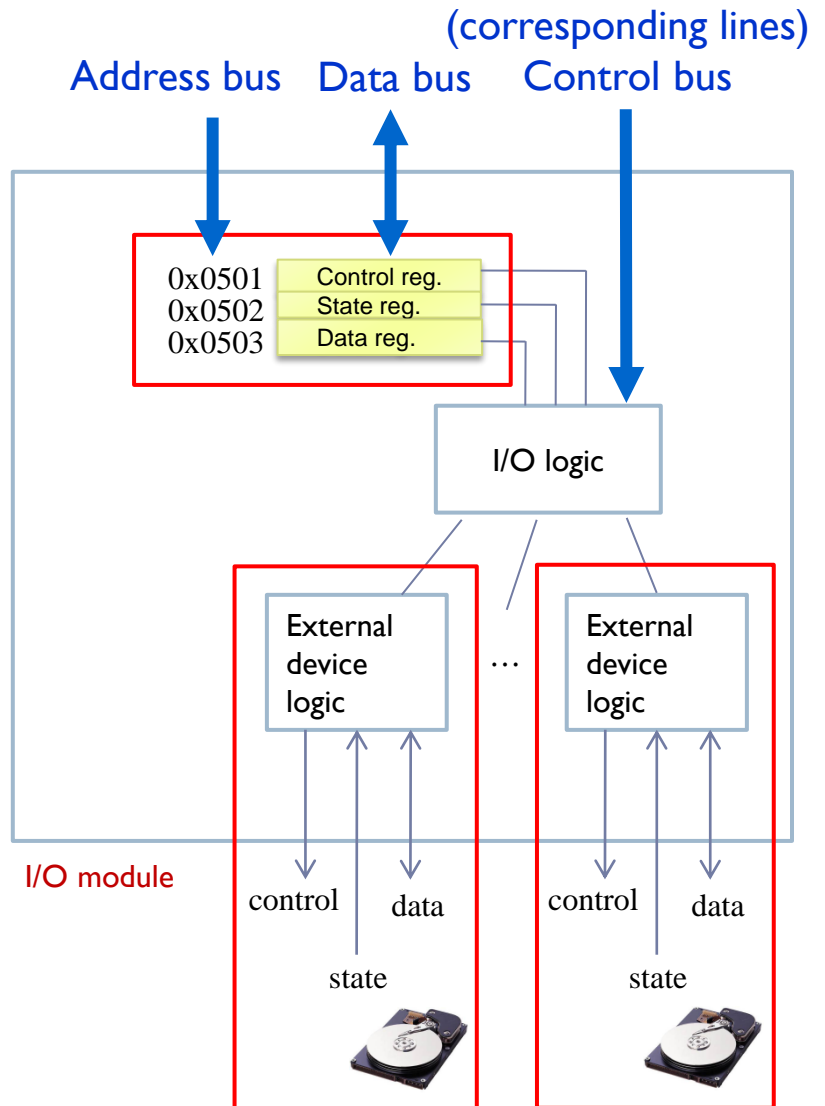 (corresponding lines)
Address bus Data bus Control bus
0x0501 Control reg.
0x0502 State reg.
0x0503 Data reg.
I/O logic
External device logic
...
External device logic
I/O module
control data
state
control data
state